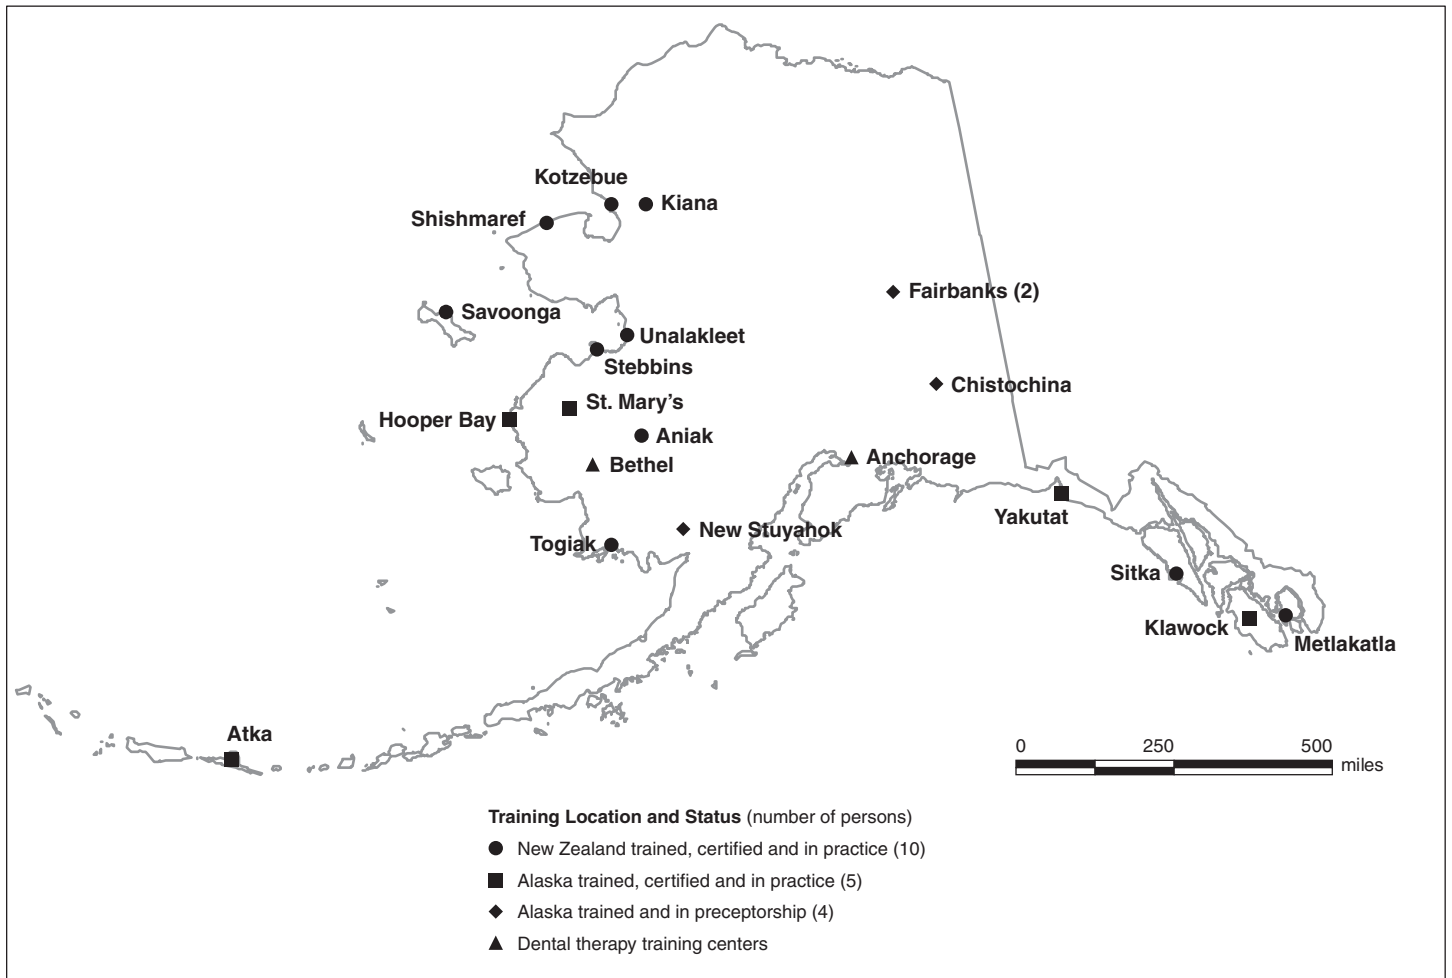 Kotzebue
Kiana
Shishmaref
Fairbanks (2)
Savoonga
Unalakleet
Stebbins
Chistochina
St. Mary’s
Hooper Bay
Aniak
Anchorage
Bethel
Yakutat
New Stuyahok
Togiak
Sitka
Klawock
Metlakatla
Atka
0 250 500
miles
Training Location and Status (number of persons)
New Zealand trained, certified and in practice (10)
Alaska trained, certified and in practice (5)
Alaska trained and in preceptorship (4)
Dental therapy training centers